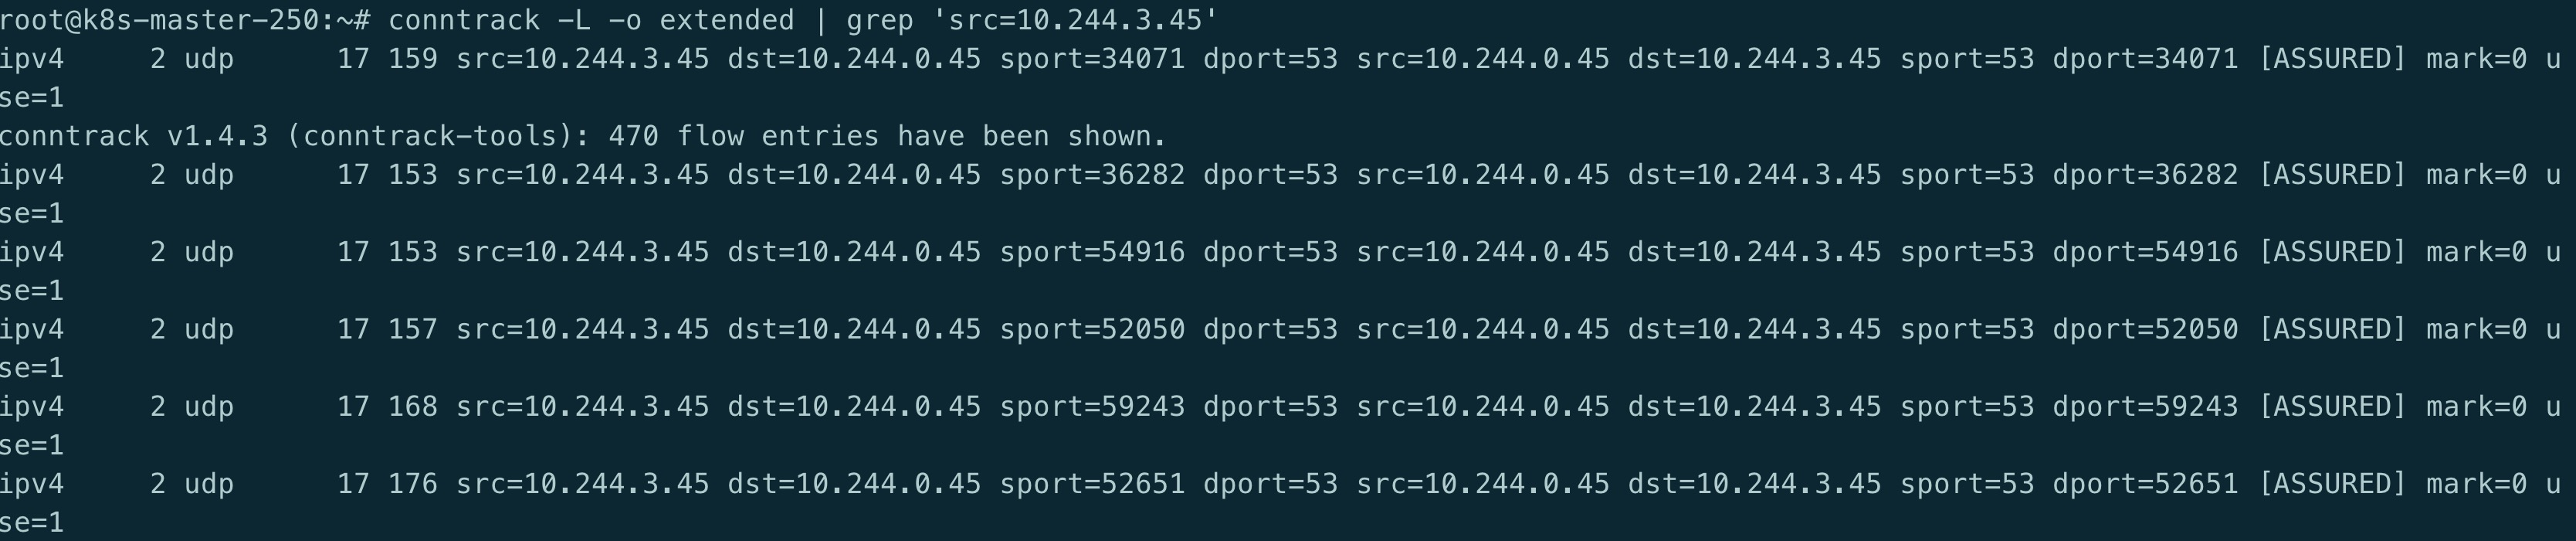 root@k8s-master-250:~# conntrack -L -o extended | grep 'src=10.244.3.45'
ipv4     2 udp      17 159 src=10.244.3.45 dst=10.244.0.45 sport=34071 dport=53 src=10.244.0.45 dst=10.244.3.45 sport=53 dport=34071 [ASSURED] mark=0 u
se=1
conntrack v1.4.3 (conntrack-tools): 470 flow entries have been shown.
ipv4     2 udp      17 153 src=10.244.3.45 dst=10.244.0.45 sport=36282 dport=53 src=10.244.0.45 dst=10.244.3.45 sport=53 dport=36282 [ASSURED] mark=0 u
se=1
ipv4     2 udp      17 153 src=10.244.3.45 dst=10.244.0.45 sport=54916 dport=53 src=10.244.0.45 dst=10.244.3.45 sport=53 dport=54916 [ASSURED] mark=0 u
se=1
ipv4     2 udp      17 157 src=10.244.3.45 dst=10.244.0.45 sport=52050 dport=53 src=10.244.0.45 dst=10.244.3.45 sport=53 dport=52050 [ASSURED] mark=0 u
se=1
ipv4     2 udp      17 168 src=10.244.3.45 dst=10.244.0.45 sport=59243 dport=53 src=10.244.0.45 dst=10.244.3.45 sport=53 dport=59243 [ASSURED] mark=0 u
se=1
ipv4     2 udp      17 176 src=10.244.3.45 dst=10.244.0.45 sport=52651 dport=53 src=10.244.0.45 dst=10.244.3.45 sport=53 dport=52651 [ASSURED] mark=0 u
se=1